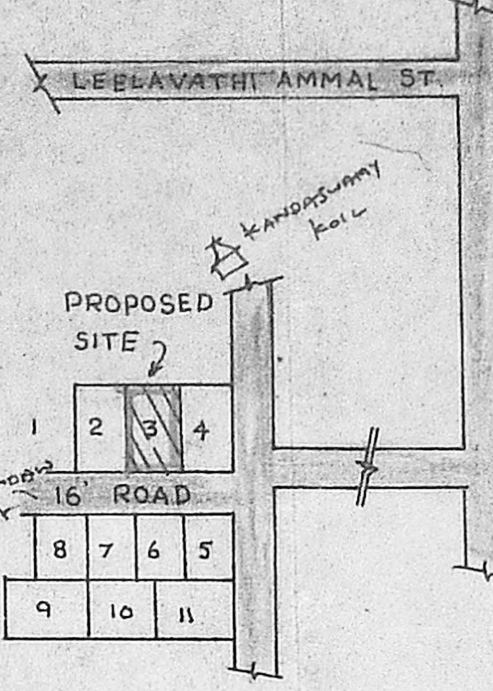 LEELAVATHI AMMAL ST.
KANDASWAMY
KOIL
PROPOSED
SITE
1 2 3 4
16' ROAD
8 7 6 5
9 10 11